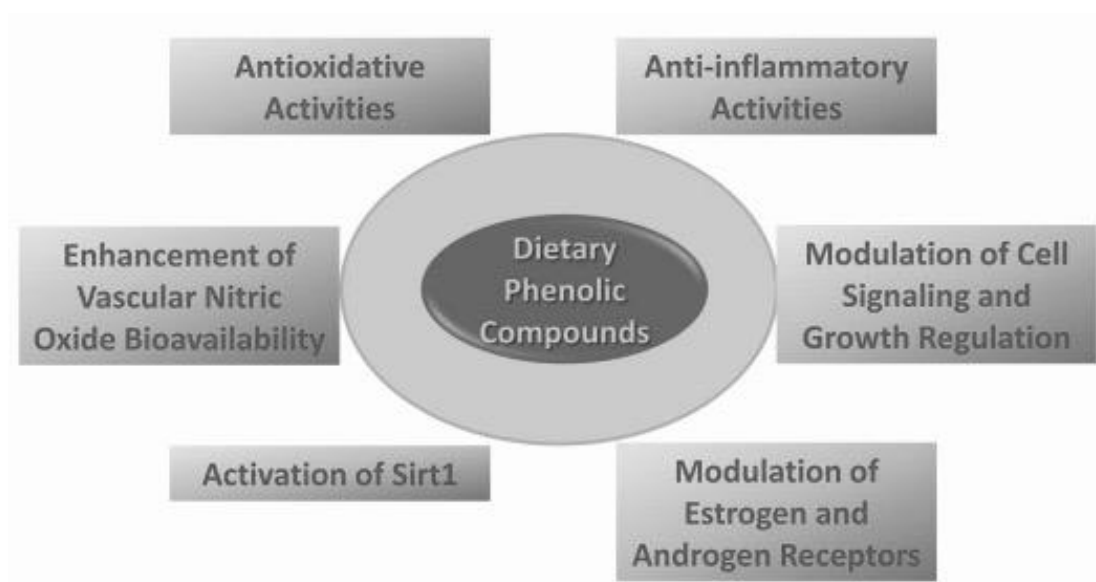 Antioxidative
Activities
Anti-inflammatory
Activities
Enhancement of
Vascular Nitric
Oxide Bioavailability
Dietary
Phenolic
Compounds
Modulation of Cell
Signaling and
Growth Regulation
Activation of Sirt1
Modulation of
Estrogen and
Androgen Receptors